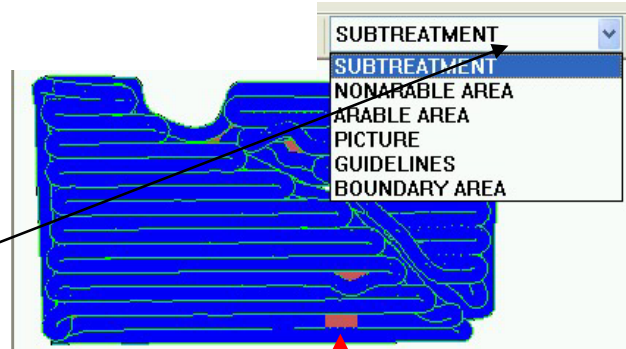 SUBTREATMENT
SUBTREATMENT
NONARABLE AREA
ARABLE AREA
PICTURE
GUIDELINES
BOUNDARY AREA